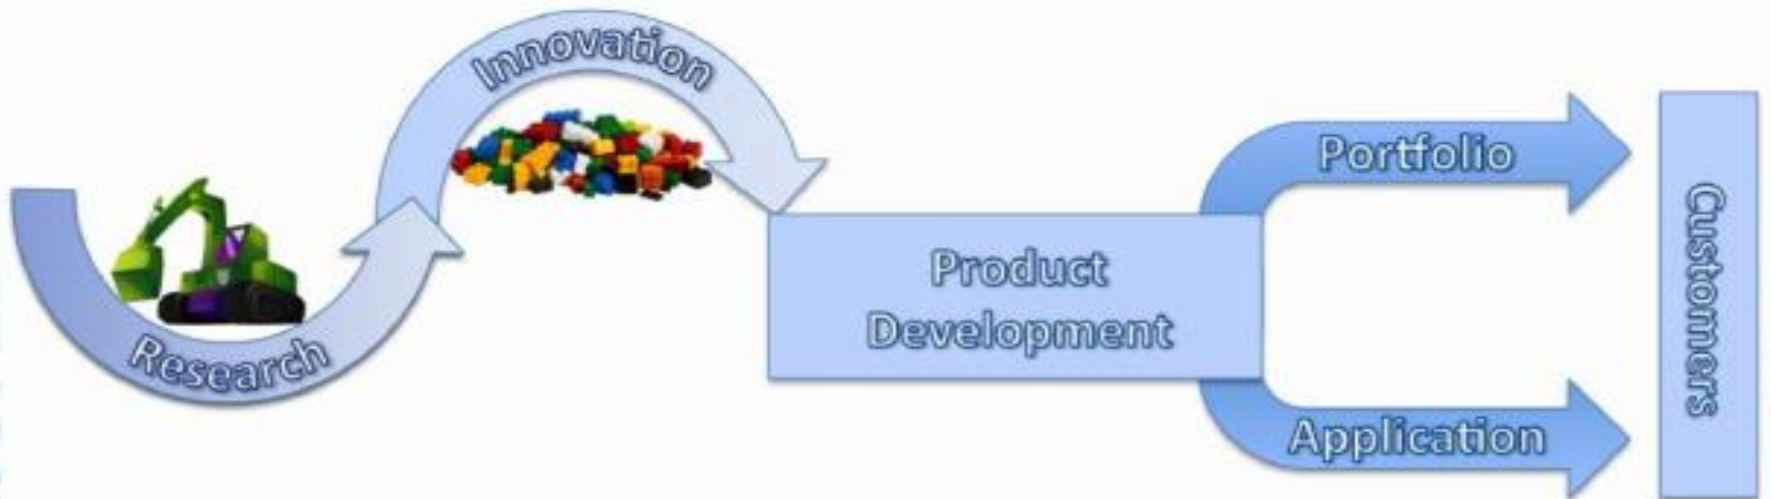 Research
Innovation
Product
Development
Portfolio
Application
Customers